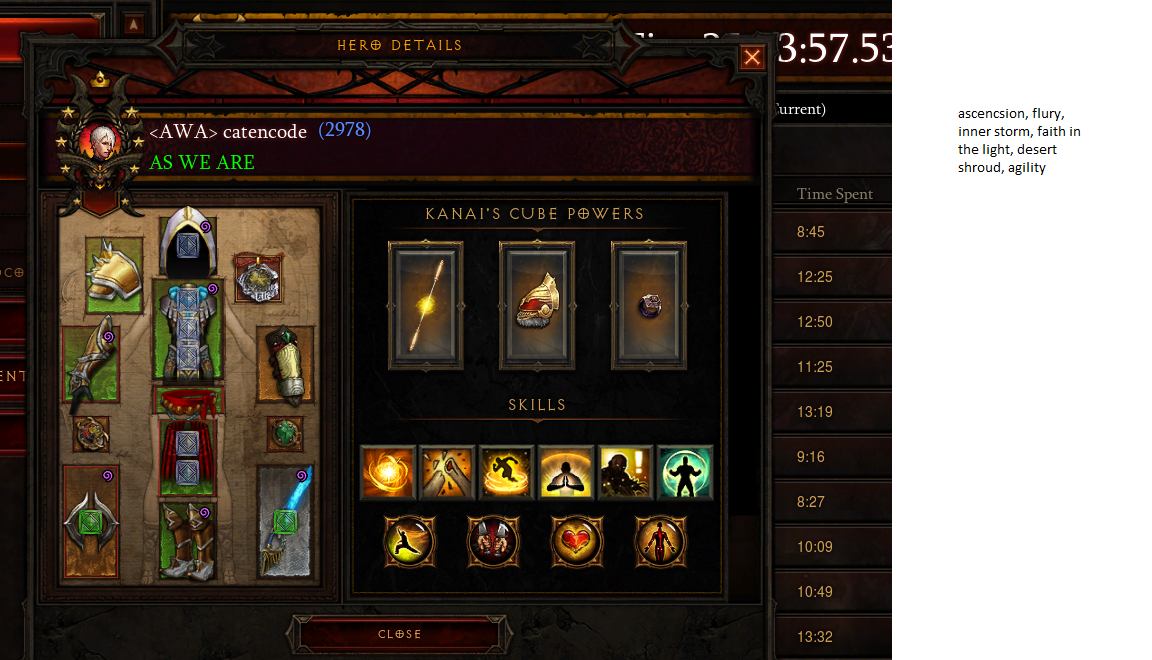 HERO DETAILS
3:57.53
<AWA> catencode (2978)
urrent)
AS WE ARE
Time Spent
KANAI'S CUBE POWERS
8:45
12:25
12:50
11:25
ENT
SKILLS
13:19
9:16
8:27
10:09
10:49
CLOSE
13:32
ascencsion, flury,
inner storm, faith in
the light, desert
shroud, agility